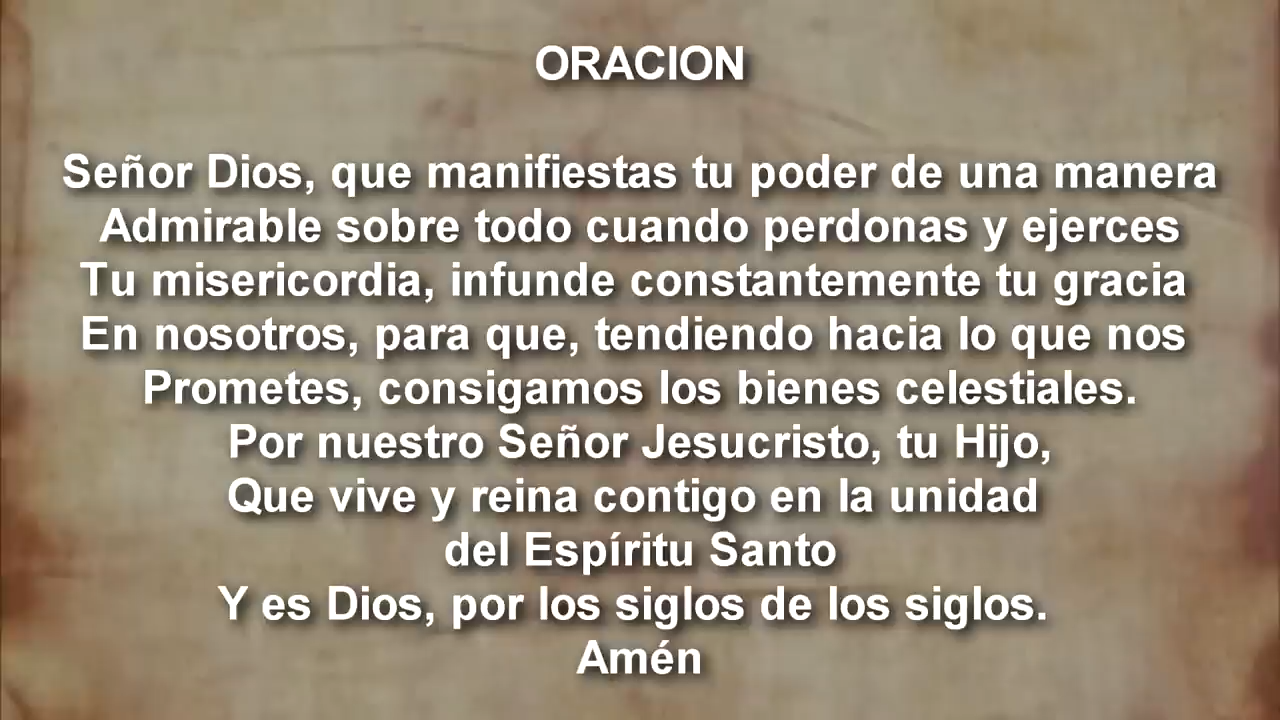 ORACION
Señor Dios, que manifiestas tu poder de una manera
Admirable sobre todo cuando perdonas y ejerces
Tu misericordia, infunde constantemente tu gracia
En nosotros, para que, tendiendo hacia lo que nos
Prometes, consigamos los bienes celestiales.
Por nuestro Señor Jesucristo, tu Hijo,
Que vive y reina contigo en la unidad
del Espíritu Santo
Y es Dios, por los siglos de los siglos.
Amén